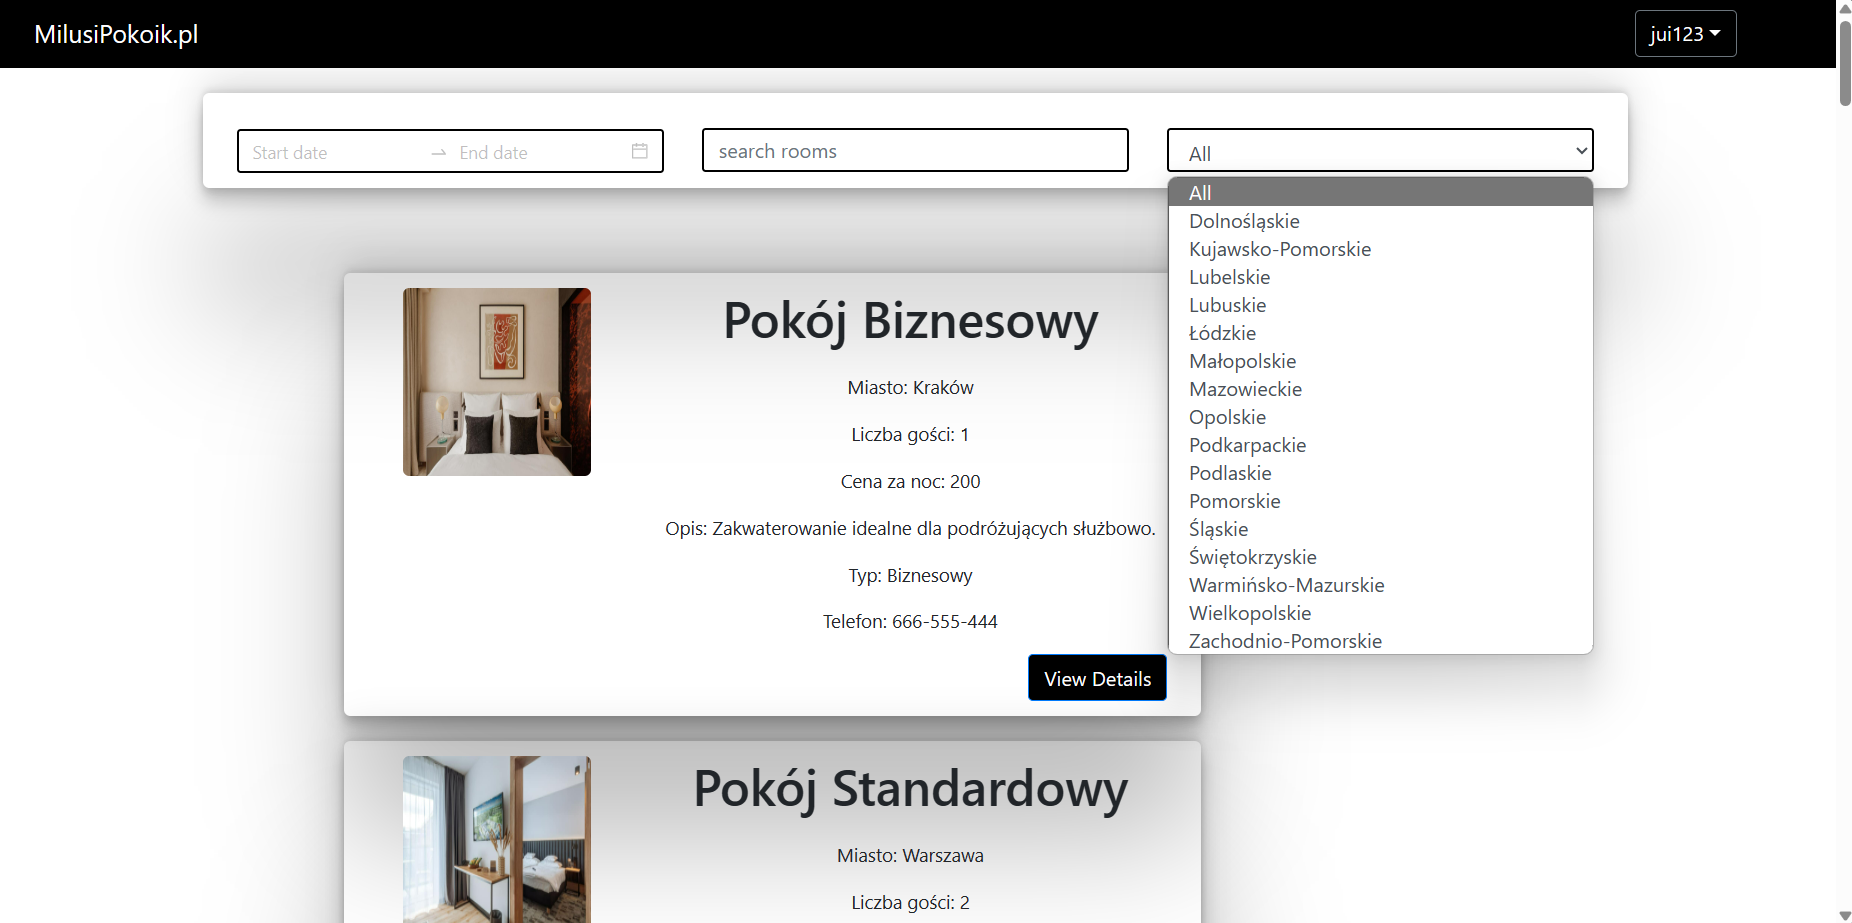 MilusiPokoik.pl
jui123
Start date
End date
search rooms
All
All
Dolnośląskie
Kujawsko-Pomorskie
Lubelskie
Lubuskie
Łódzkie
Małopolskie
Mazowieckie
Opolskie
Podkarpackie
Podlaskie
Pomorskie
Śląskie
Świętokrzyskie
Warmińsko-Mazurskie
Wielkopolskie
Zachodnio-Pomorskie
Pokój Biznesowy
Miasto: Kraków
Liczba gości: 1
Cena za noc: 200
Opis: Zakwaterowanie idealne dla podróżujących służbowo.
Typ: Biznesowy
Telefon: 666-555-444
View Details
Pokój Standardowy
Miasto: Warszawa
Liczba gości: 2